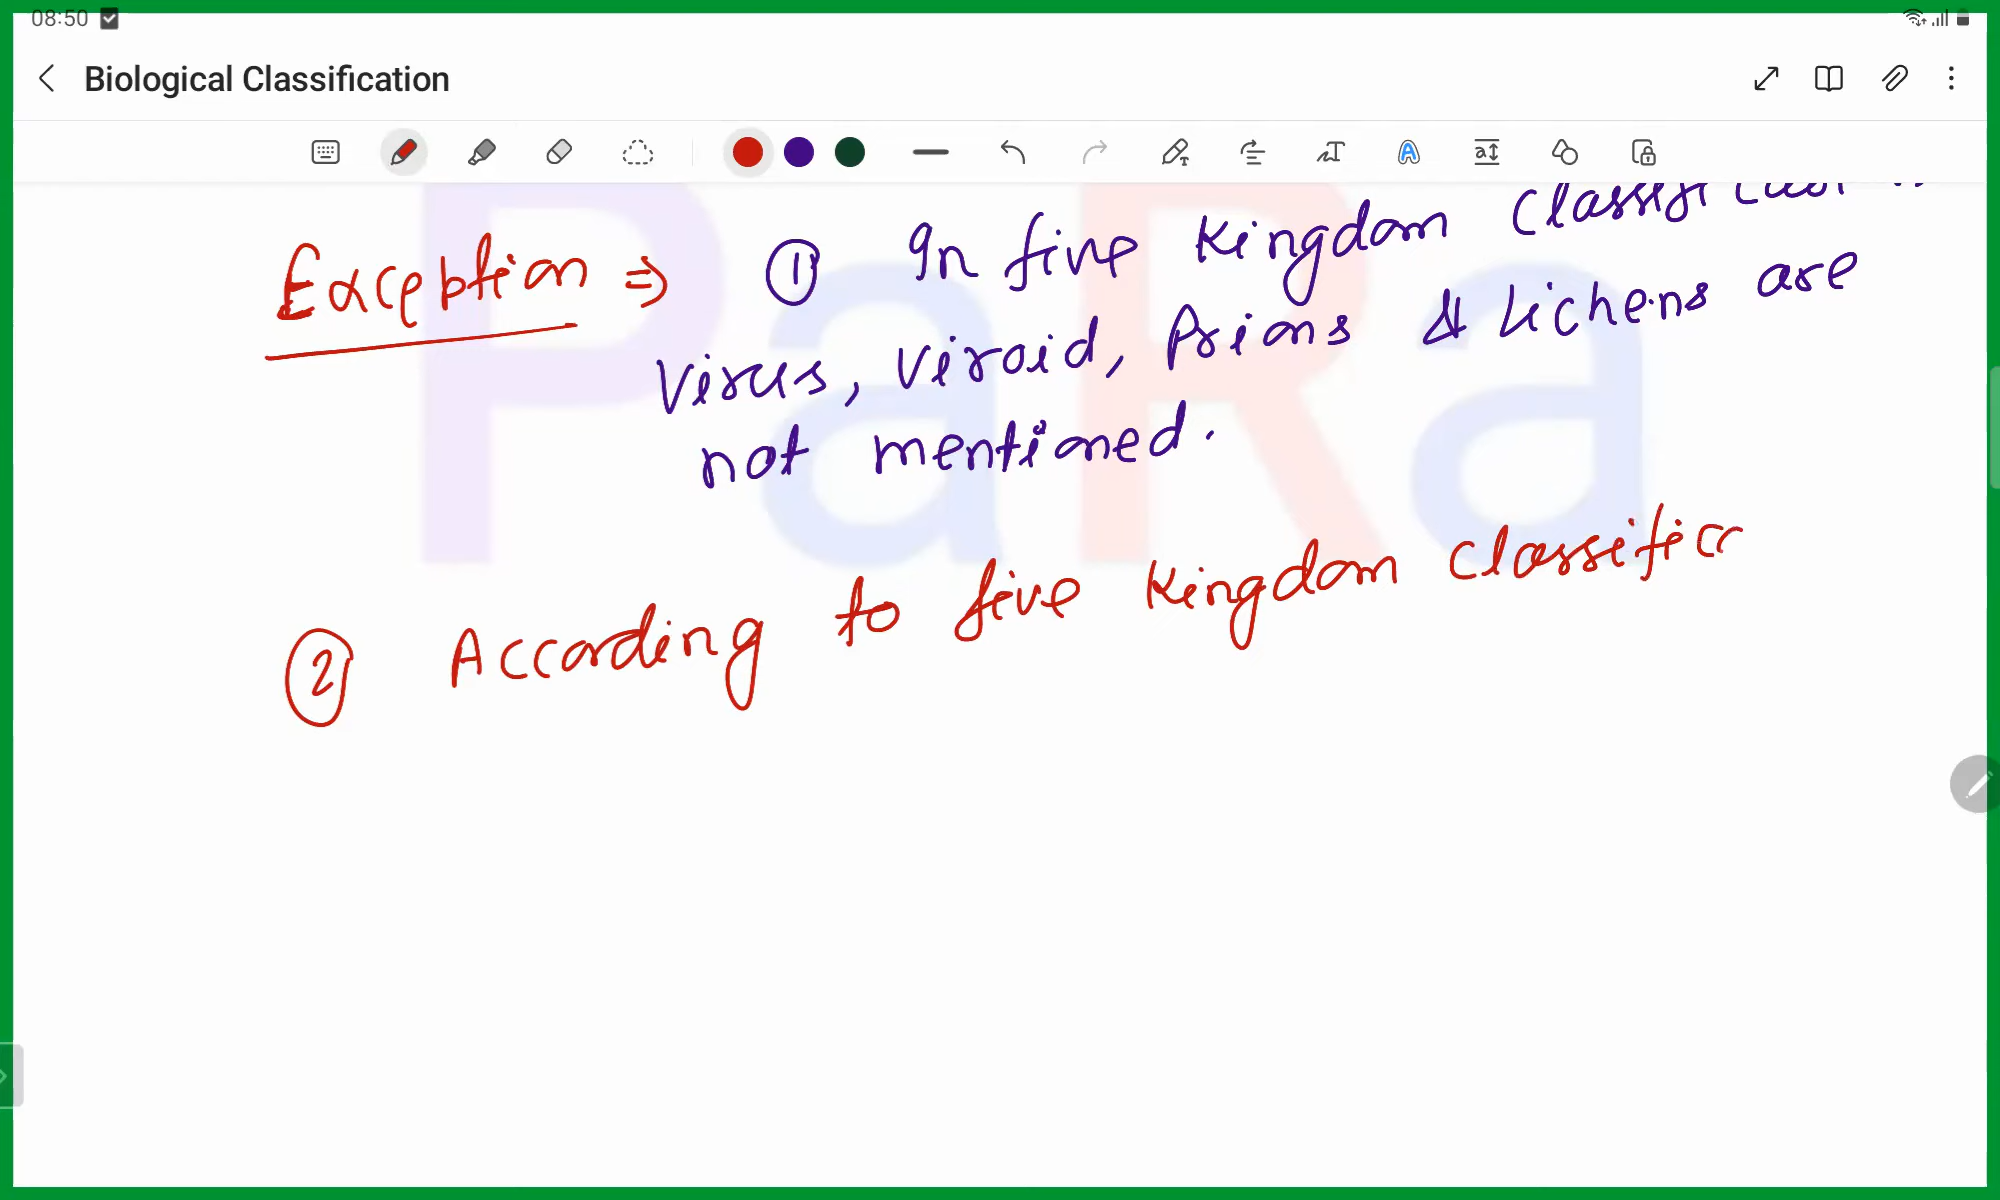 08:50
Biological Classification
Exception ⇒ ① In five Kingdom
Virus, Viroid, Prions & Lichens are
not mentioned.
② According to five Kingdom Classific
PaRa